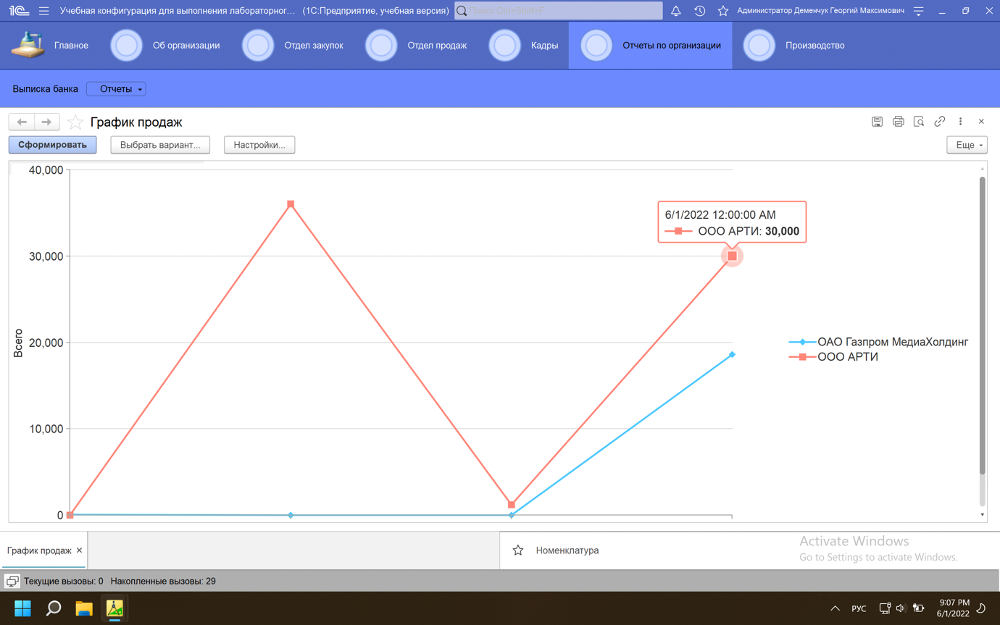 1С Учебная конфигурация для выполнения лабораторног... (1С:Предприятие, учебная версия) Поиск Ctrl+Shift+F Администратор Деменчук Георгий Максимович
Главное Об организации Отдел закупок Отдел продаж Кадры Отчеты по организации Производство
Выписка банка Отчеты
График продаж
Сформировать Выбрать вариант... Настройки... Еще
40,000
30,000
20,000
10,000
0
Всего
6/1/2022 12:00:00 AM
ООО АРТИ: 30,000
ОАО Газпром МедиаХолдинг
ООО АРТИ
График продаж Номенклатура
Activate Windows
Go to Settings to activate Windows.
Текущие вызовы: 0 Накопленные вызовы: 29
РУС
9:07 PM
6/1/2022